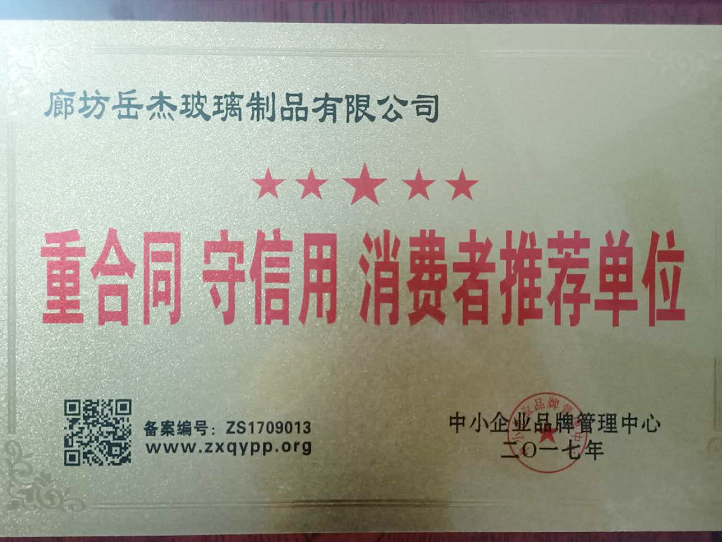 廊坊岳杰玻璃制品有限公司
★★★★★
重合同 守信用 消费者推荐单位
备案编号：ZS1709013
www.zxqypp.org
中小企业品牌管理中心
二〇一七年